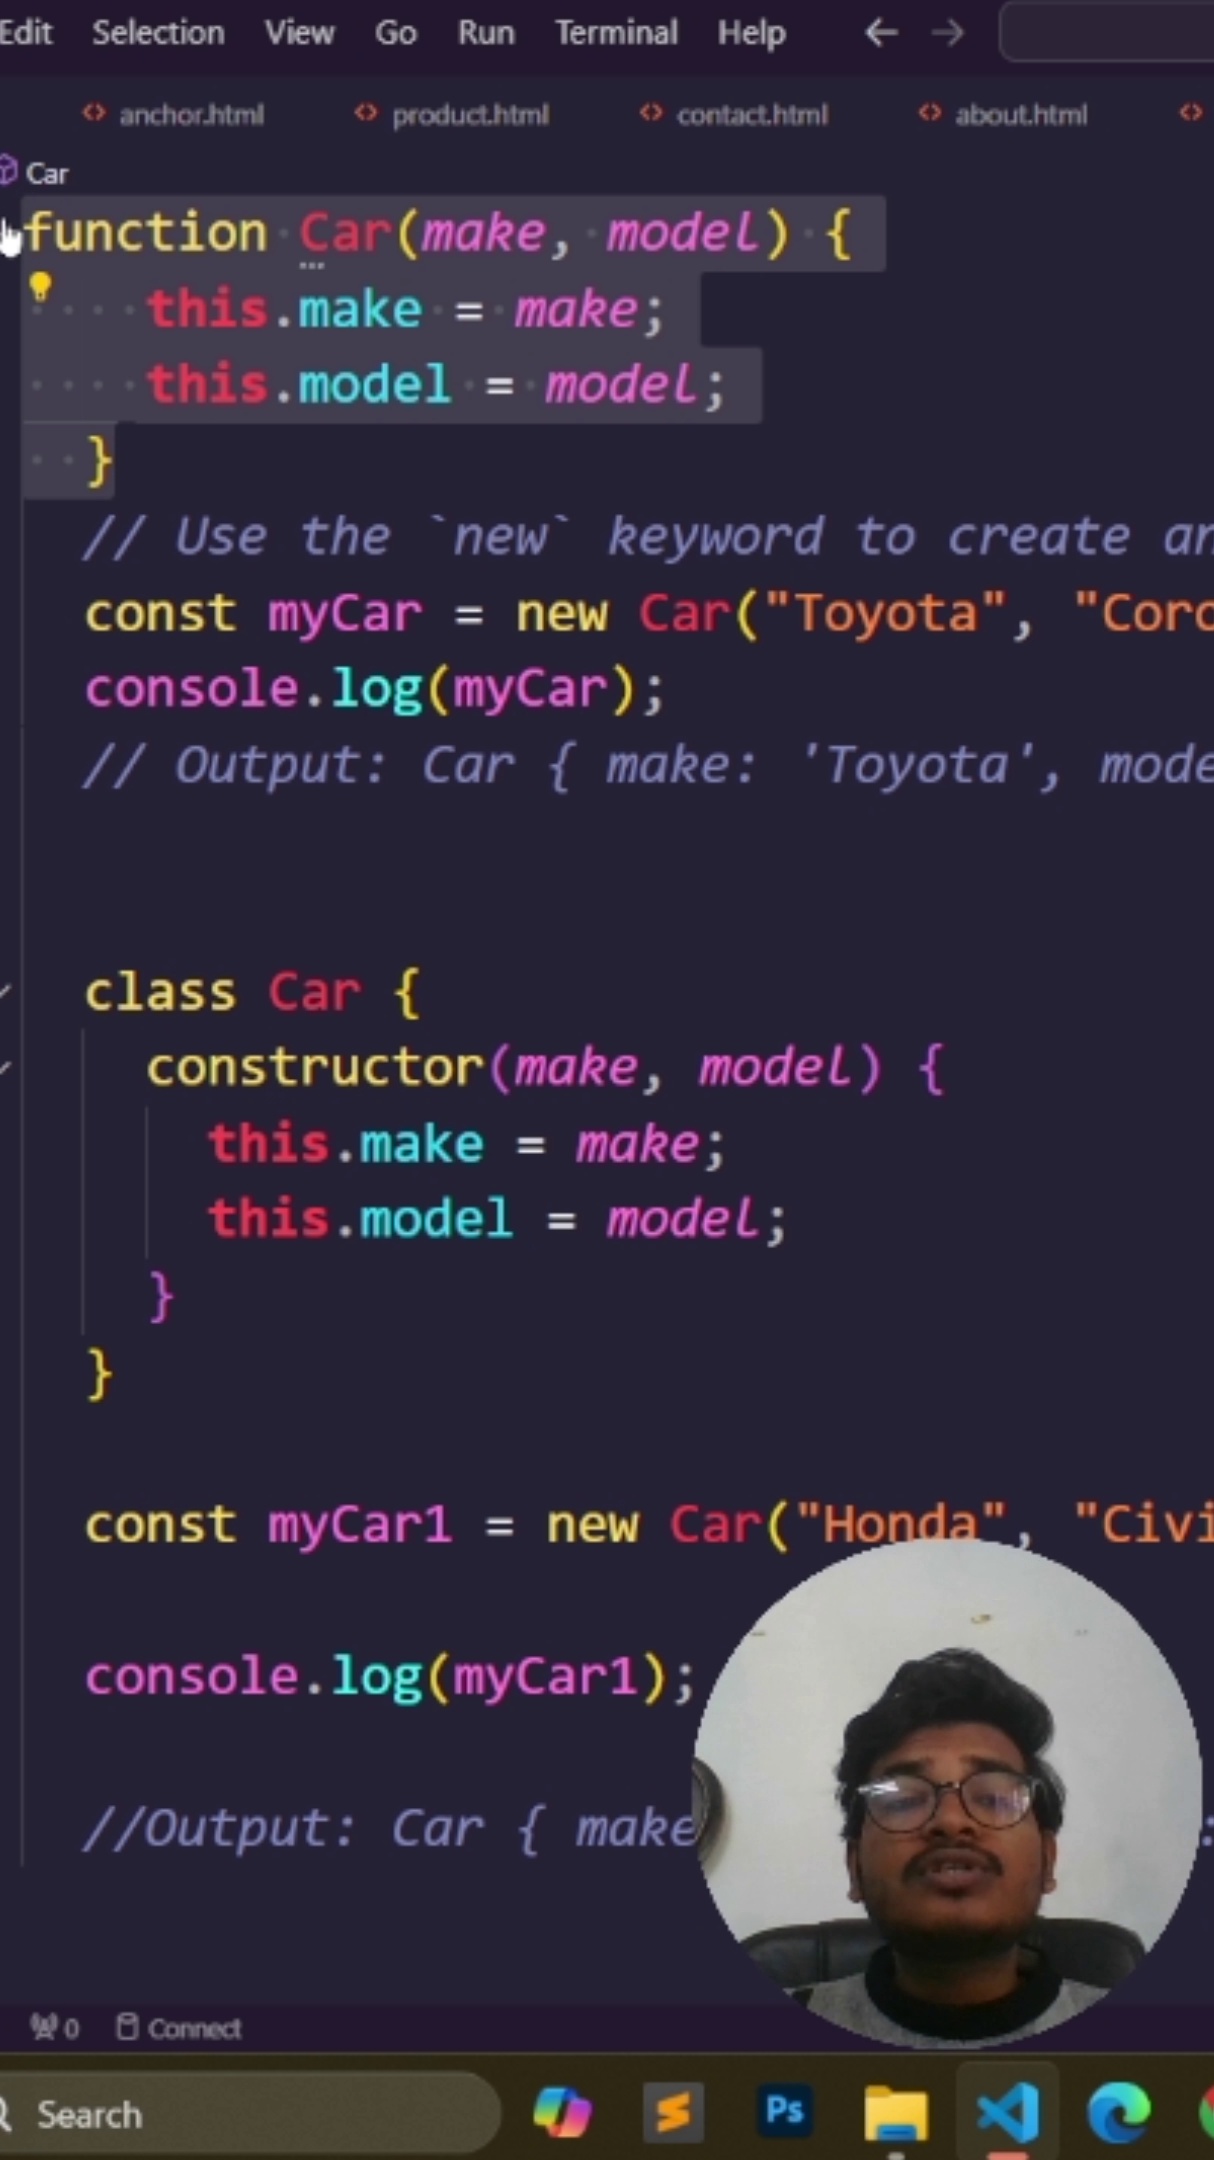 Edit Selection View Go Run Terminal Help
anchor.html product.html contact.html about.html
Car
function Car(make, model) {
this.make = make;
this.model = model;
}
// Use the `new` keyword to create an
const myCar = new Car("Toyota", "Coro
console.log(myCar);
// Output: Car { make: 'Toyota', mode
class Car {
constructor(make, model) {
this.make = make;
this.model = model;
}
}
const myCar1 = new Car("Honda", "Civi
console.log(myCar1);
//Output: Car { make :
0 Connect
Search Ps